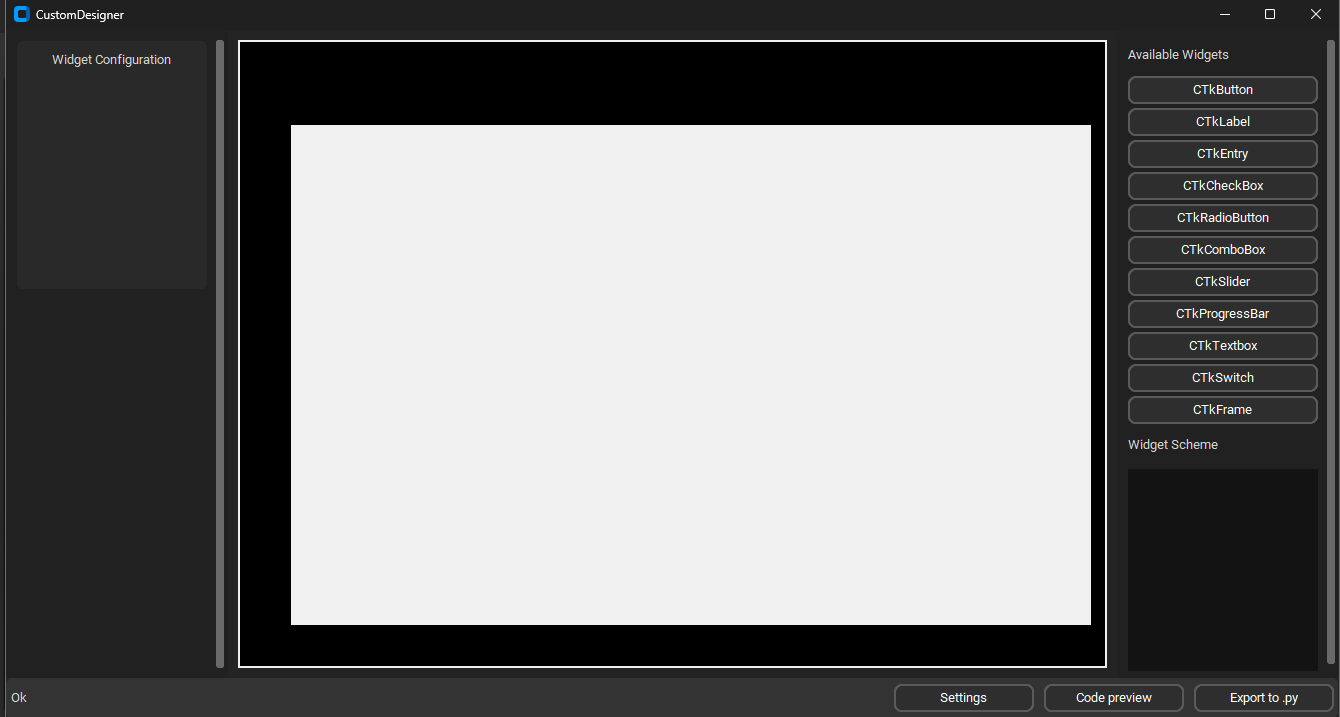 CustomDesigner
Widget Configuration
Available Widgets
CTkButton
CTkLabel
CTkEntry
CTkCheckBox
CTkRadioButton
CTkComboBox
CTkSlider
CTkProgressBar
CTkTextbox
CTkSwitch
CTkFrame
Widget Scheme
Ok
Settings
Code preview
Export to .py